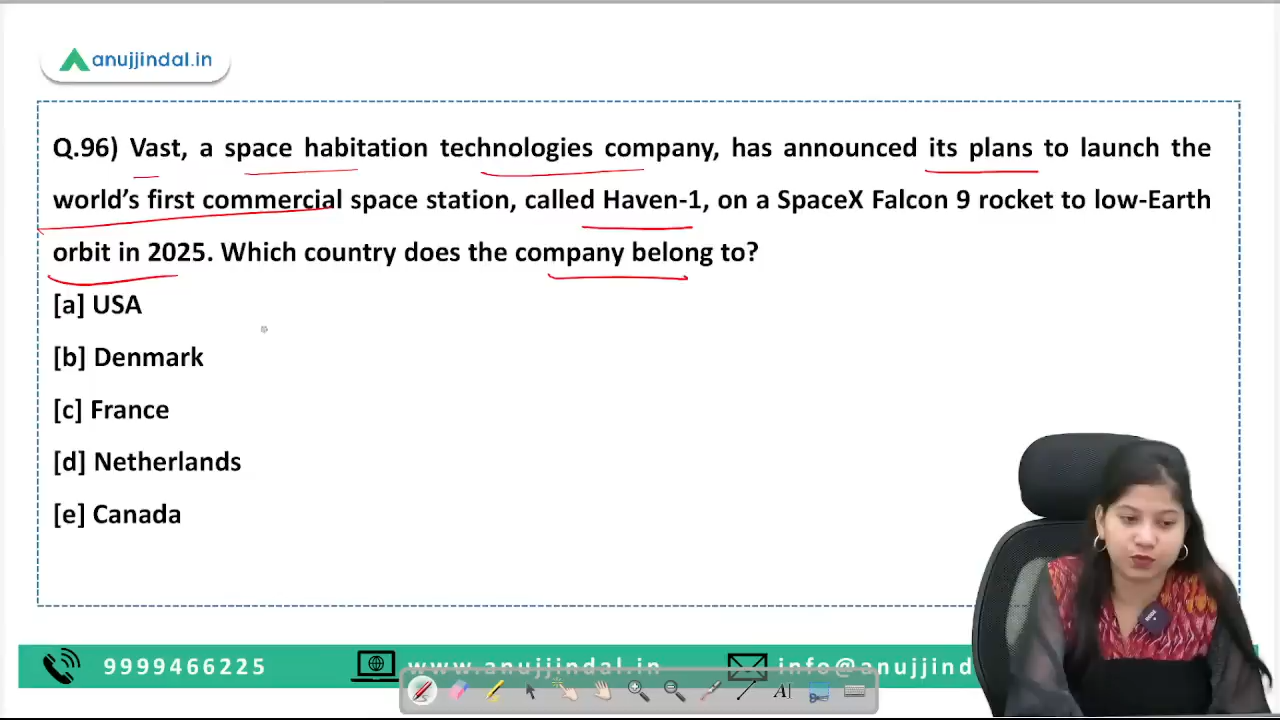 anujjindal.in
Q.96) Vast, a space habitation technologies company, has announced its plans to launch the
world's first commercial space station, called Haven-1, on a SpaceX Falcon 9 rocket to low-Earth
orbit in 2025. Which country does the company belong to?
[a] USA
[b] Denmark
[c] France
[d] Netherlands
[e] Canada
9999466225 www.anujjindal.in info@anujjind
A